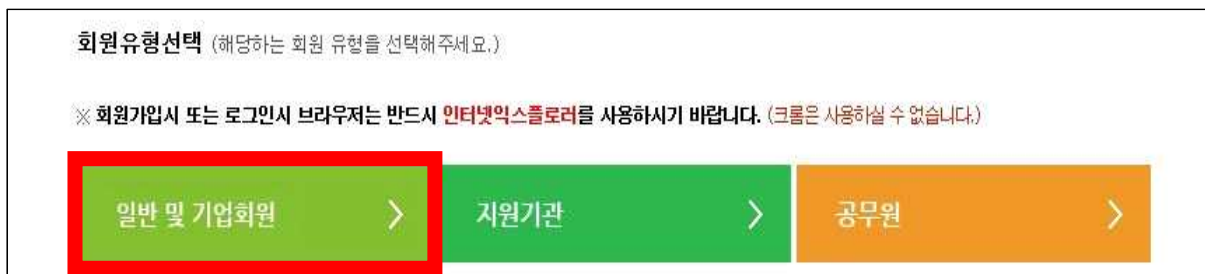 회원유형선택 (해당하는 회원 유형을 선택해주세요.)
※ 회원가입시 또는 로그인시 브라우저는 반드시 인터넷익스플로러를 사용하시기 바랍니다. (크롬은 사용하실 수 없습니다.)
일반 및 기업회원 > 지원기관 > 공무원 >